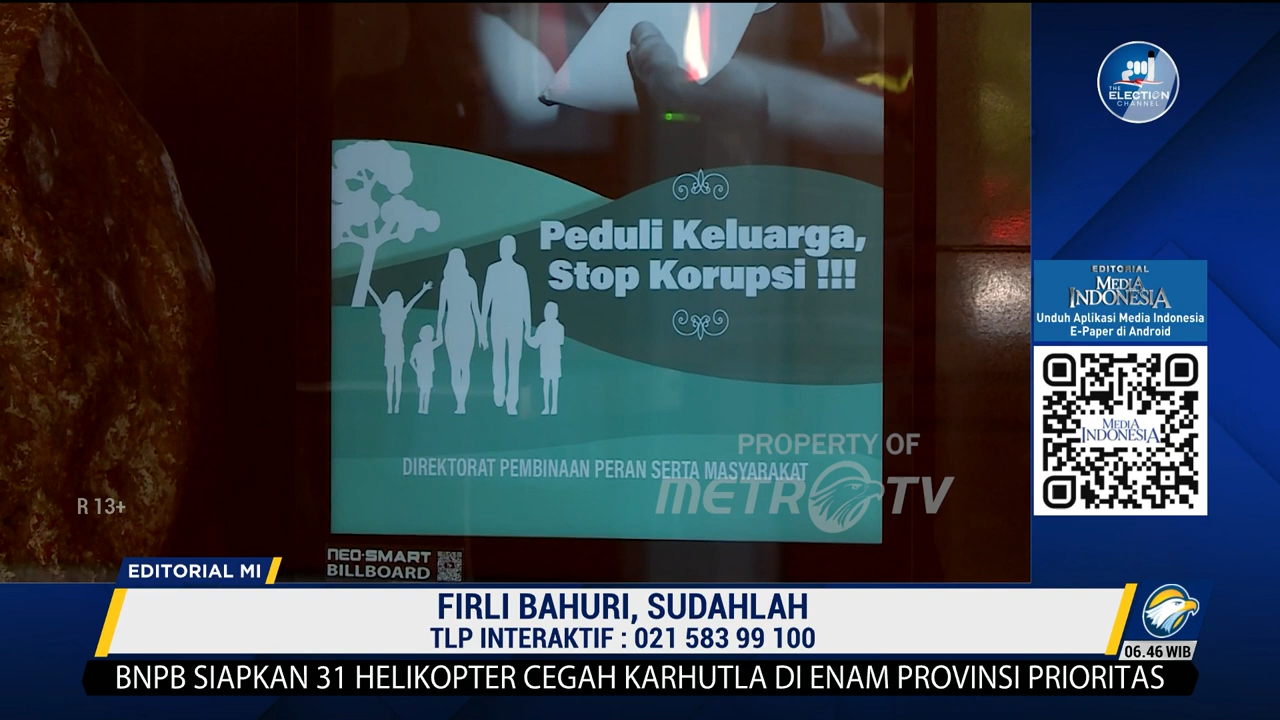 THE
ELECTION
CHANNEL
Peduli Keluarga,
Stop Korupsi !!!
EDITORIAL
MEDIA
INDONESIA
Unduh Aplikasi Media Indonesia
E-Paper di Android
MEDIA
INDONESIA
PROPERTY OF
METRO TV
DIREKTORAT PEMBINAAN PERAN SERTA MASYARAKAT
R 13+
NEO-SMART
BILLBOARD
EDITORIAL MI
FIRLI BAHURI, SUDAHLAH
TLP INTERAKTIF : 021 583 99 100
06.46 WIB
BNPB SIAPKAN 31 HELIKOPTER CEGAH KARHUTLA DI ENAM PROVINSI PRIORITAS